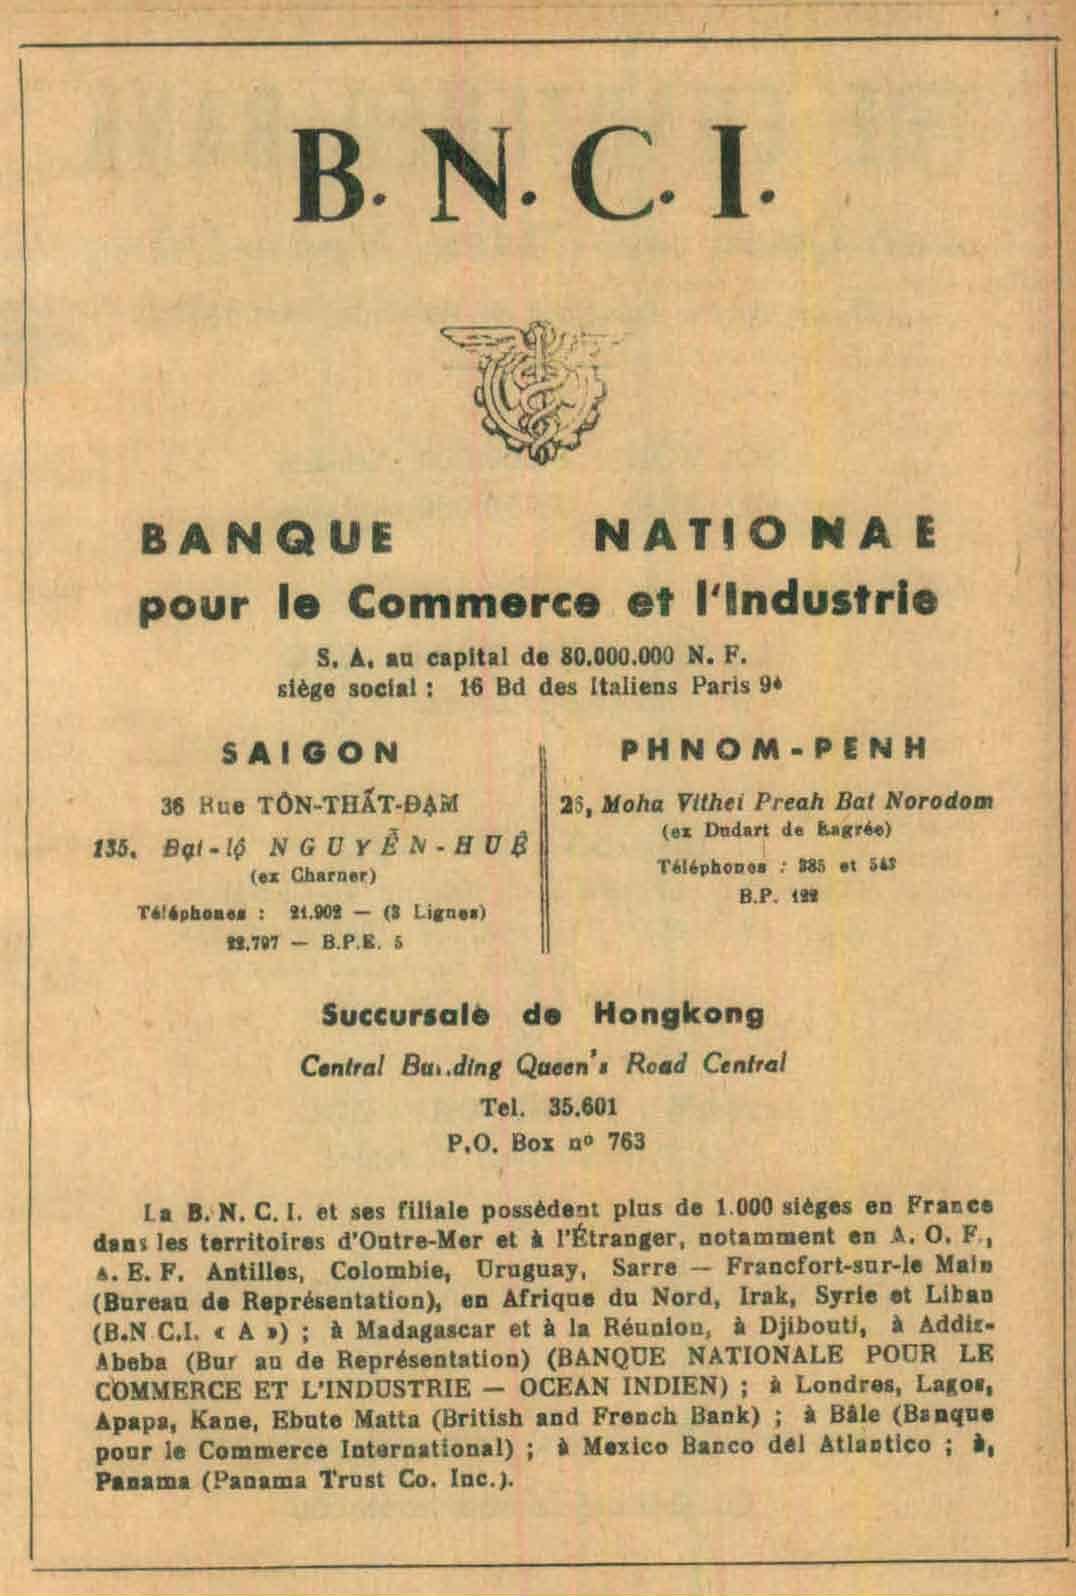 B. N. C. I.
BANQUE NATIONAE
pour le Commerce et l'Industrie
S. A. au capital de 80.000.000 N. F.
siège social : 16 Bd des Italiens Paris 9è
SAIGON
36 Rue TÔN-THẤT-ĐẠM
135, Đại-lộ NGUYỄN-HUỆ
(ex Charner)
Téléphones : 21.902 — (3 Lignes)
22.797 — B.P.E. 5
PHNOM-PENH
26, Moha Vithei Preah Bat Norodom
(ex Dudart de Lagrée)
Téléphones : 385 et
B.P. 122
Succursale de Hongkong
Central Building Queen's Road Central
Tel. 35.601
P.O. Box nº 763
La B. N. C. I. et ses filiale possèdent plus de 1.000 sièges en France
dans les territoires d'Outre-Mer et à l'Étranger, notamment en A. O. F.,
A. E. F. Antilles, Colombie, Uruguay, Sarre — Francfort-sur-le Main
(Bureau de Représentation), en Afrique du Nord, Irak, Syrie et Liban
(B.N C.I. « A ») ; à Madagascar et à la Réunion, à Djibouti, à Addis-
Abeba (Bur au de Représentation) (BANQUE NATIONALE POUR LE
COMMERCE ET L'INDUSTRIE — OCEAN INDIEN) ; à Londres, Lagos,
Apapa, Kane, Ebute Matta (British and French Bank) ; à Bâle (Banque
pour le Commerce International) ; à Mexico Banco dél Atlantico ; à,
Panama (Panama Trust Co. Inc.).